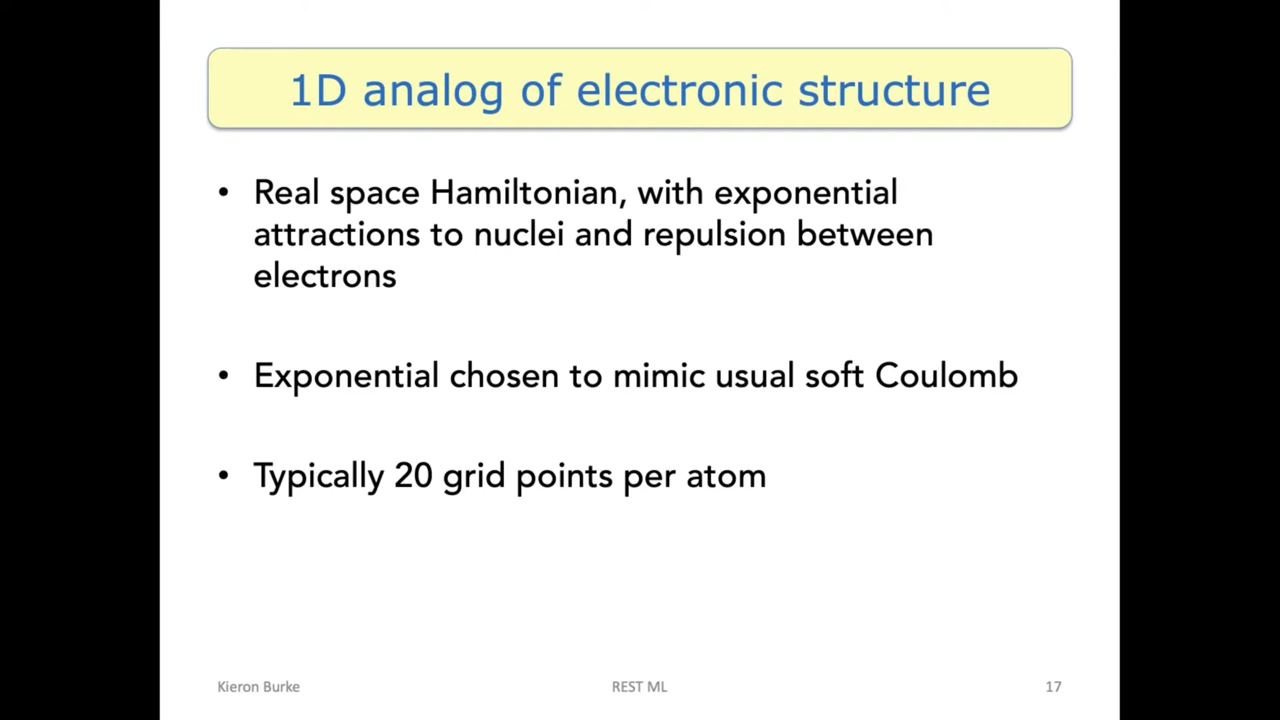 1D analog of electronic structure
• Real space Hamiltonian, with exponential
attractions to nuclei and repulsion between
electrons
• Exponential chosen to mimic usual soft Coulomb
• Typically 20 grid points per atom
Kieron Burke
REST ML
17